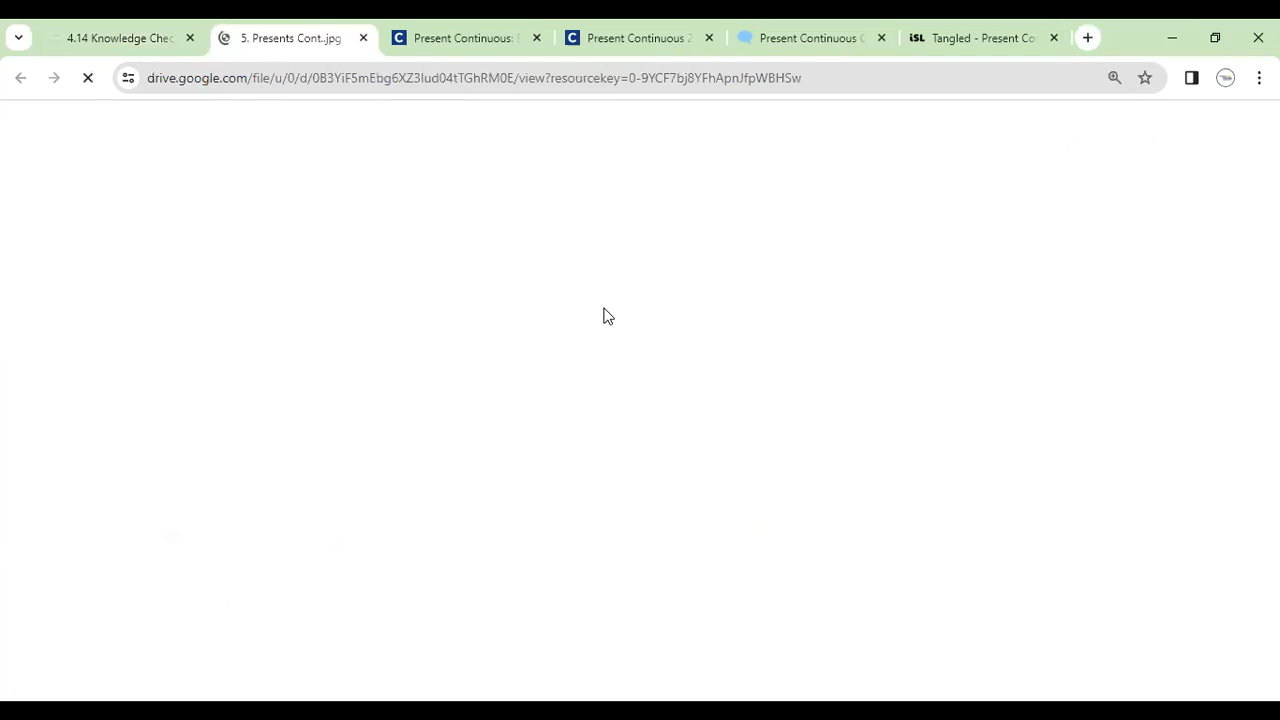 4.14 Knowledge Chec
5. Presents Cont..jpg
Present Continuous: 
Present Continuous 2
Present Continuous C
iSL Tangled - Present Co
drive.google.com/file/u/0/d/0B3YiF5mEbg6XZ3lud04tTGhRM0E/view?resourcekey=0-9YCF7bj8YFhApnJfpWBHSw